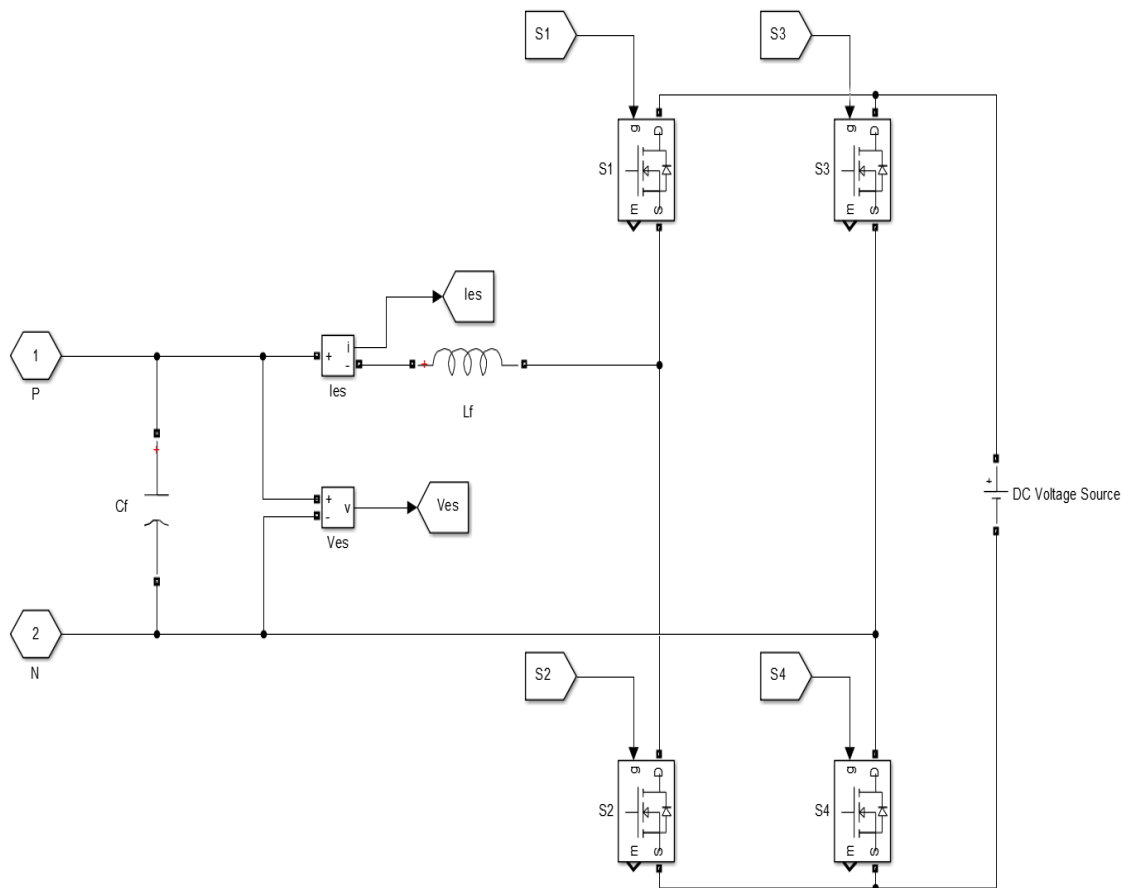 S1
S3
g
D
S1
m
S
g
D
S3
m
S
Ies
1
P
+
i
-
Ies
+
Lf
+
Cf
+
-
v
Ves
Ves
+
DC Voltage Source
2
N
S2
S4
g
D
S2
m
S
g
D
S4
m
S